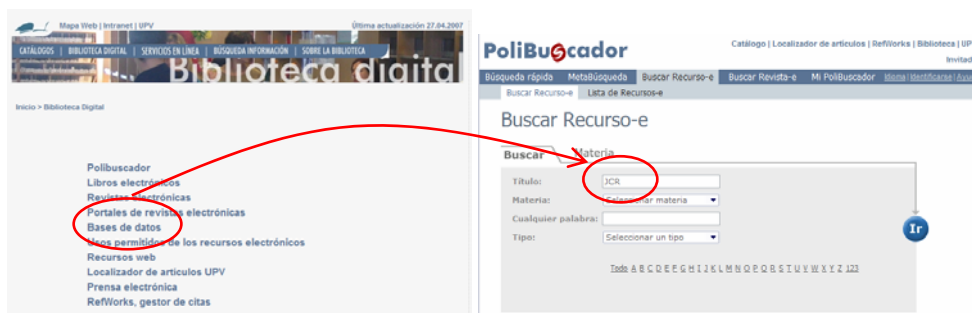 Mapa Web | Intranet | UPV
Última actualización 27.04.2007
CATÁLOGOS | BIBLIOTECA DIGITAL | SERVICIOS EN LÍNEA | BÚSQUEDA INFORMACIÓN | SOBRE LA BIBLIOTECA
Biblioteca digital
Inicio > Biblioteca Digital
Polibuscador
Libros electrónicos
Revistas electrónicas
Portales de revistas electrónicas
Bases de datos
Usos permitidos de los recursos electrónicos
Recursos web
Localizador de artículos UPV
Prensa electrónica
RefWorks, gestor de citas
PoliBuscador
Catálogo | Localizador de artículos | RefWorks | Biblioteca | UP
Invitad
Búsqueda rápida MetaBúsqueda Buscar Recurso-e Buscar Revista-e Mi PoliBuscador Idioma | Identificarse | Ayu
Buscar Recurso-e Lista de Recursos-e
Buscar Recurso-e
Buscar Materia
Título: JCR
Materia: Seleccionar materia
Cualquier palabra:
Tipo: Seleccionar un tipo
Ir
Todo A B C D E F G H I J K L M N O P Q R S T U V W X Y Z 123